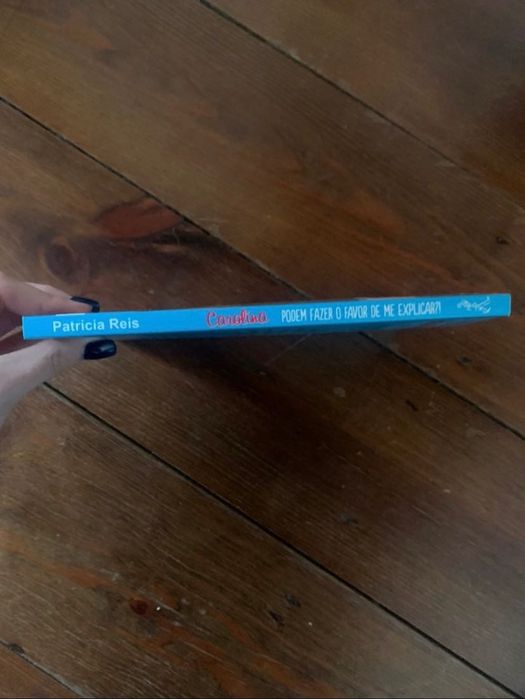 Patricia Reis Carolina PODEM FAZER O FAVOR DE ME EXPLICAR?!